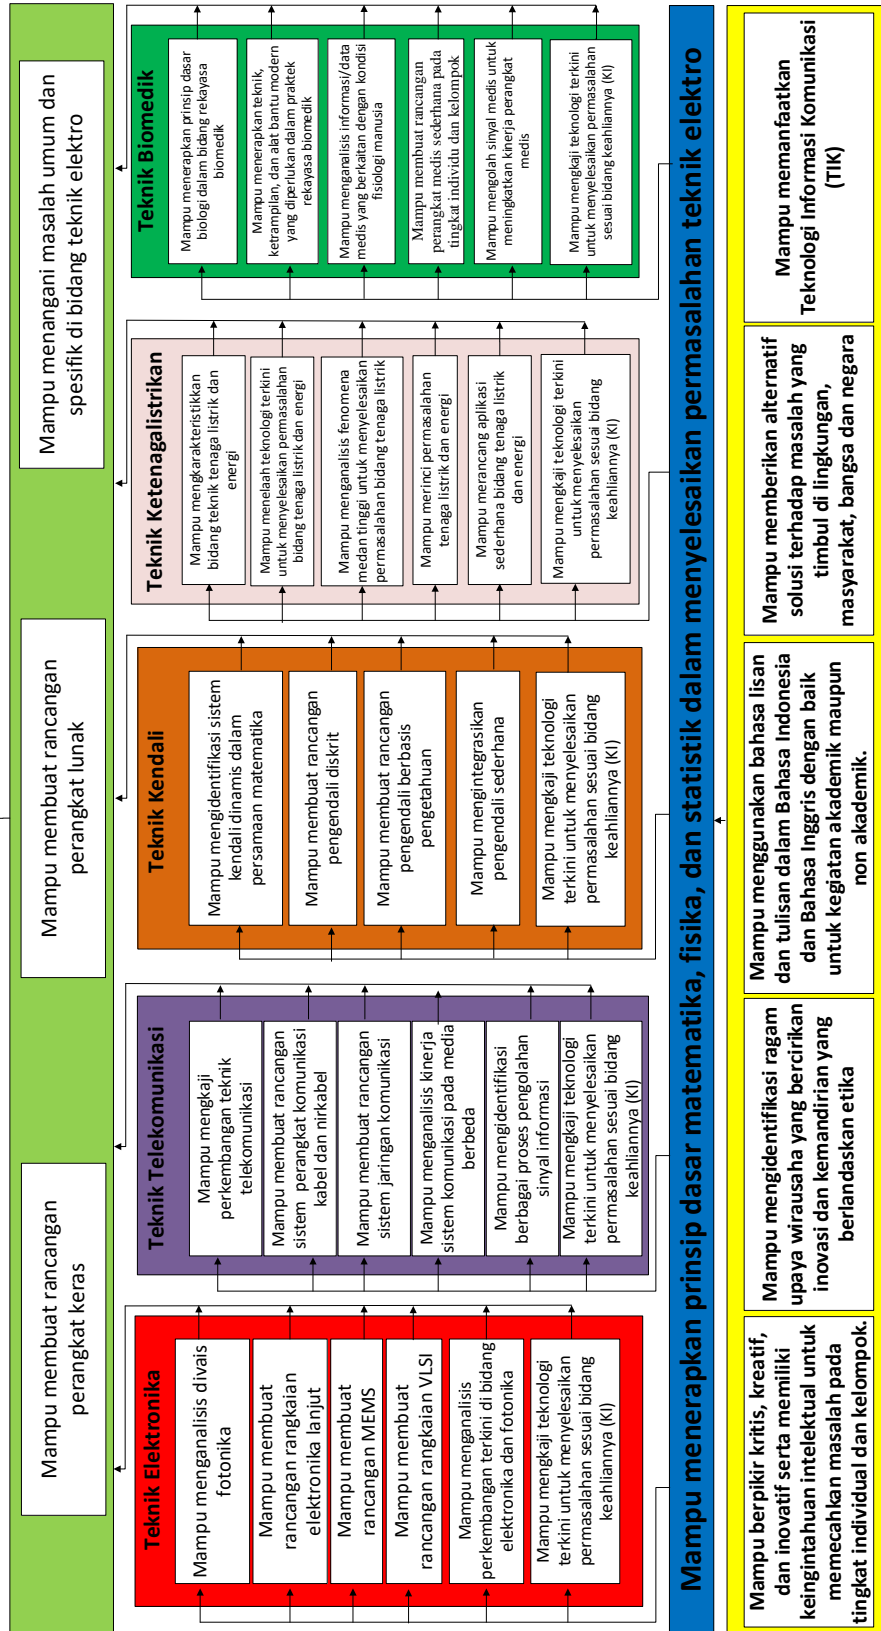 Mampu membuat rancangan
perangkat keras
Mampu membuat rancangan
perangkat lunak
Mampu menangani masalah umum dan
spesifik di bidang teknik elektro
Teknik Elektronika
Mampu menganalisis divais
fotonika
Mampu membuat
rancangan rangkaian
elektronika lanjut
Mampu membuat
rancangan MEMS
Mampu membuat
rancangan rangkaian VLSI
Mampu menganalisis
perkembangan terkini di bidang
elektronika dan fotonika
Mampu mengkaji teknologi
terkini untuk menyelesaikan
permasalahan sesuai bidang
keahliannya (KI)
Teknik Telekomunikasi
Mampu mengkaji
perkembangan teknik
telekomunikasi
Mampu membuat rancangan
sistem perangkat komunikasi
kabel dan nirkabel
Mampu membuat rancangan
sistem jaringan komunikasi
Mampu menganalisis kinerja
sistem komunikasi pada media
berbeda
Mampu mengidentifikasi
berbagai proses pengolahan
sinyal informasi
Mampu mengkaji teknologi
terkini untuk menyelesaikan
permasalahan sesuai bidang
keahliannya (KI)
Teknik Kendali
Mampu mengidentifikasi sistem
kendali dinamis dalam
persamaan matematika
Mampu membuat rancangan
pengendali diskrit
Mampu membuat rancangan
pengendali berbasis
pengetahuan
Mampu mengintegrasikan
pengendali sederhana
Mampu mengkaji teknologi
terkini untuk menyelesaikan
permasalahan sesuai bidang
keahliannya (KI)
Teknik Ketenagalistrikan
Mampu mengkarakteristikkan
bidang teknik tenaga listrik dan
energi
Mampu menelaah teknologi terkini
untuk menyelesaikan permasalahan
bidang tenaga listrik dan energi
Mampu menganalisis fenomena
medan tinggi untuk menyelesaikan
permasalahan bidang tenaga listrik
Mampu merinci permasalahan
tenaga listrik dan energi
Mampu merancang aplikasi
sederhana bidang tenaga listrik
dan energi
Mampu mengkaji teknologi terkini
untuk menyelesaikan
permasalahan sesuai bidang
keahliannya (KI)
Teknik Biomedik
Mampu menerapkan prinsip dasar
biologi dalam bidang rekayasa
biomedik
Mampu menerapkan teknik,
ketrampilan, dan alat bantu modern
yang diperlukan dalam praktek
rekayasa biomedik
Mampu menganalisis informasi/data
medis yang berkaitan dengan kondisi
fisiologi manusia
Mampu membuat rancangan
perangkat medis sederhana pada
tingkat individu dan kelompok
Mampu mengolah sinyal medis untuk
meningkatkan kinerja perangkat
medis
Mampu mengkaji teknologi terkini
untuk menyelesaikan permasalahan
sesuai bidang keahliannya (KI)
Mampu menerapkan prinsip dasar matematika, fisika, dan statistik dalam menyelesaikan permasalahan teknik elektro
Mampu berpikir kritis, kreatif,
dan inovatif serta memiliki
keingintahuan intelektual untuk
memecahkan masalah pada
tingkat individual dan kelompok.
Mampu mengidentifikasi ragam
upaya wirausaha yang bercirikan
inovasi dan kemandirian yang
berlandaskan etika
Mampu menggunakan bahasa lisan
dan tulisan dalam Bahasa Indonesia
dan Bahasa Inggris dengan baik
untuk kegiatan akademik maupun
non akademik.
Mampu memberikan alternatif
solusi terhadap masalah yang
timbul di lingkungan,
masyarakat, bangsa dan negara
Mampu memanfaatkan
Teknologi Informasi Komunikasi
(TIK)